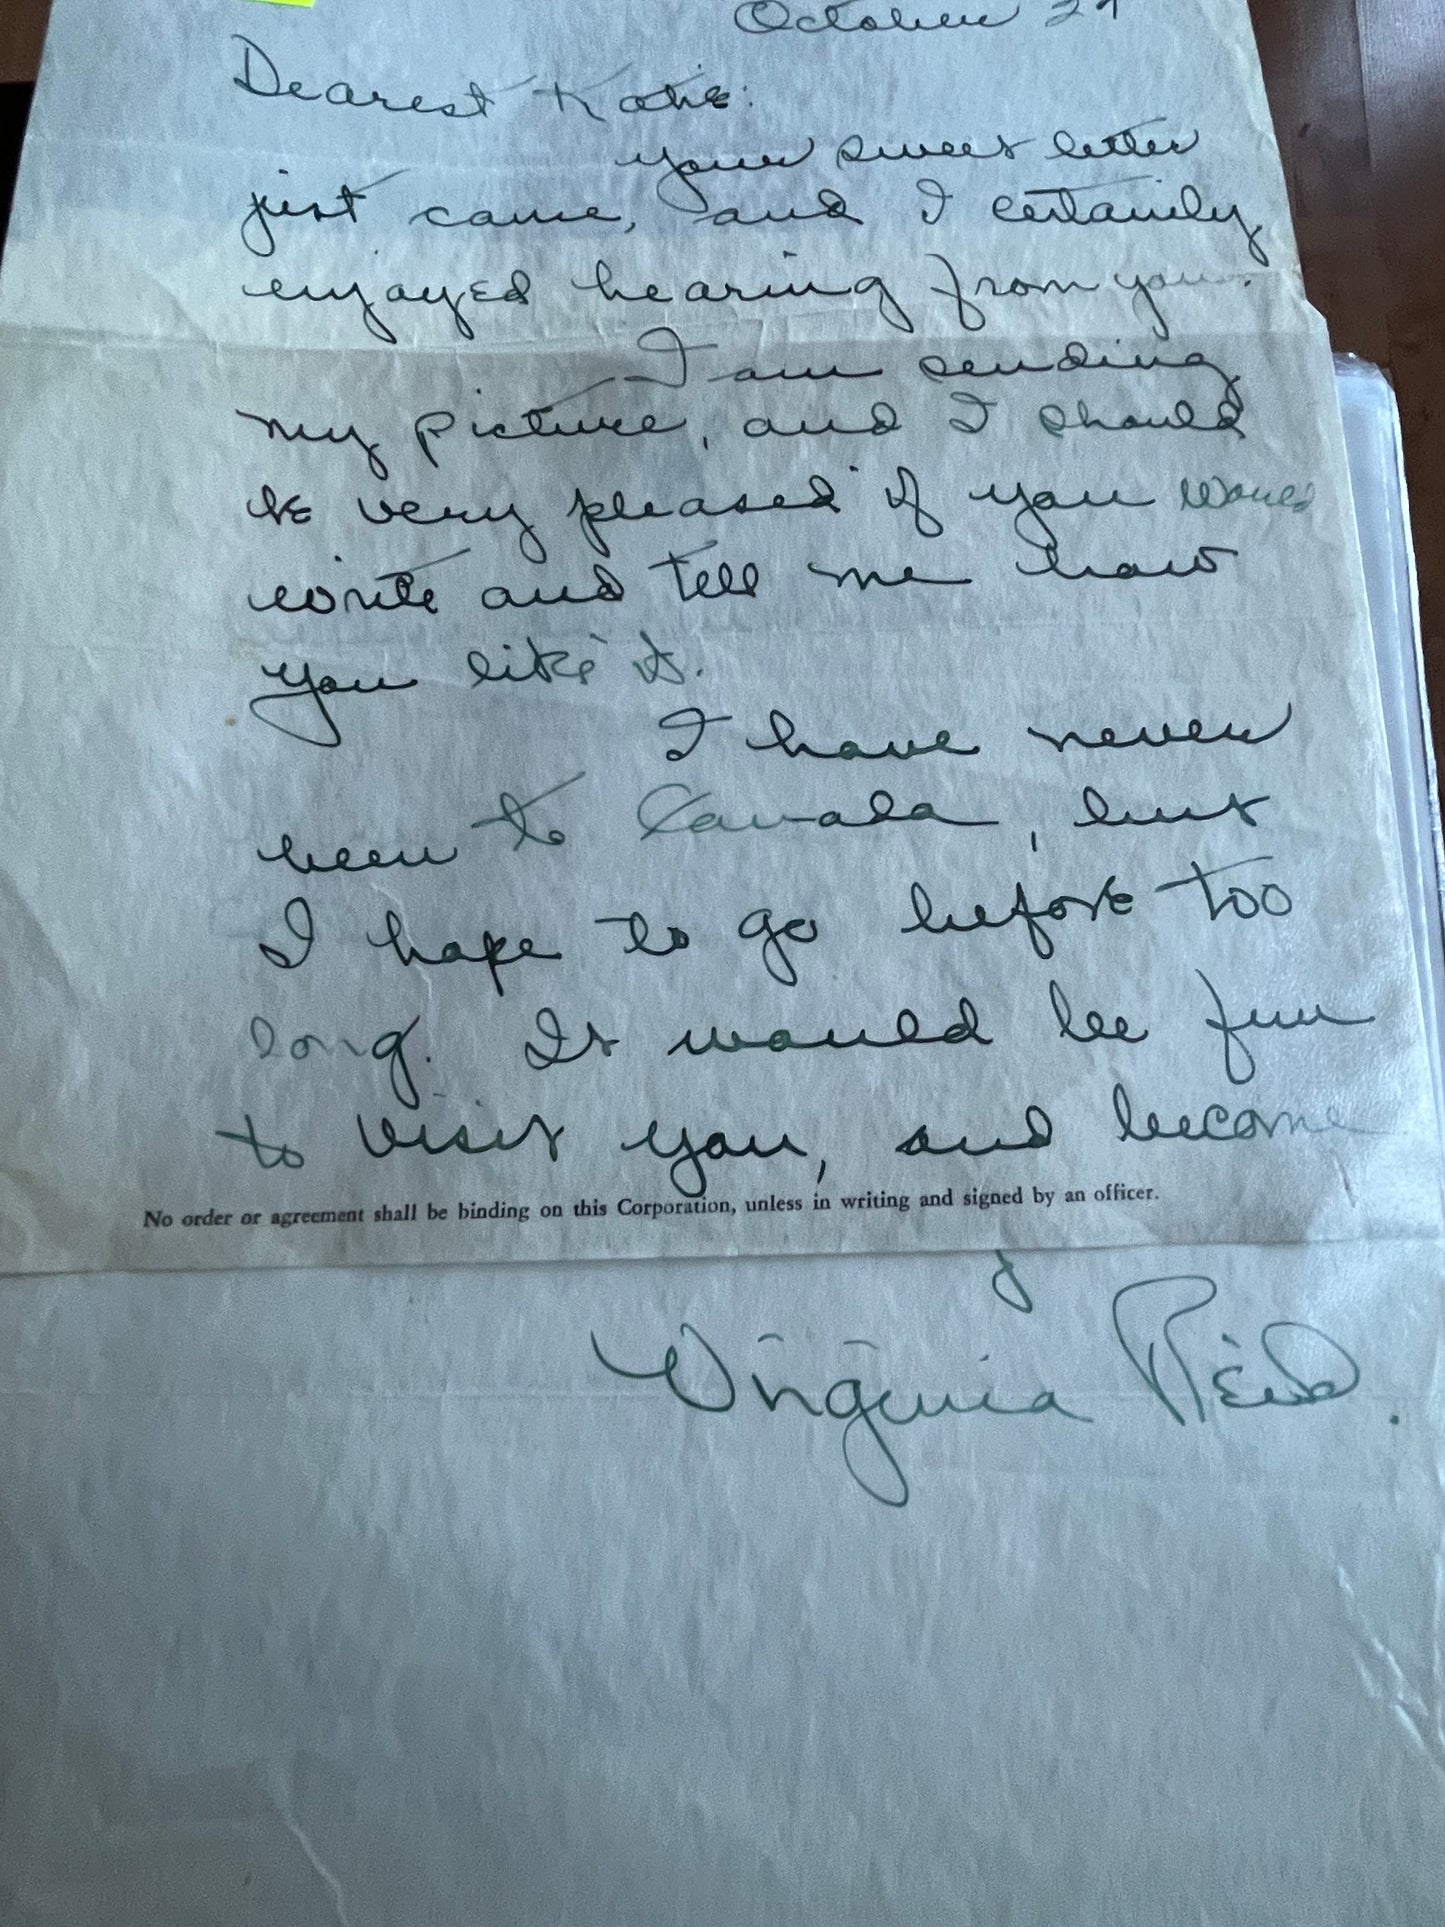 October 29
Dearest Katie:
your sweet letter
just came, and I certainly
enjoyed hearing from you.
I am sending
my picture, and I should
be very pleased if you would
write and tell me how
you like it.
I have never
been to Canada, but
I hope to go before too
long. It would be fun
to visit you, and become
No order or agreement shall be binding on this Corporation, unless in writing and signed by an officer.
Virginia Reid.